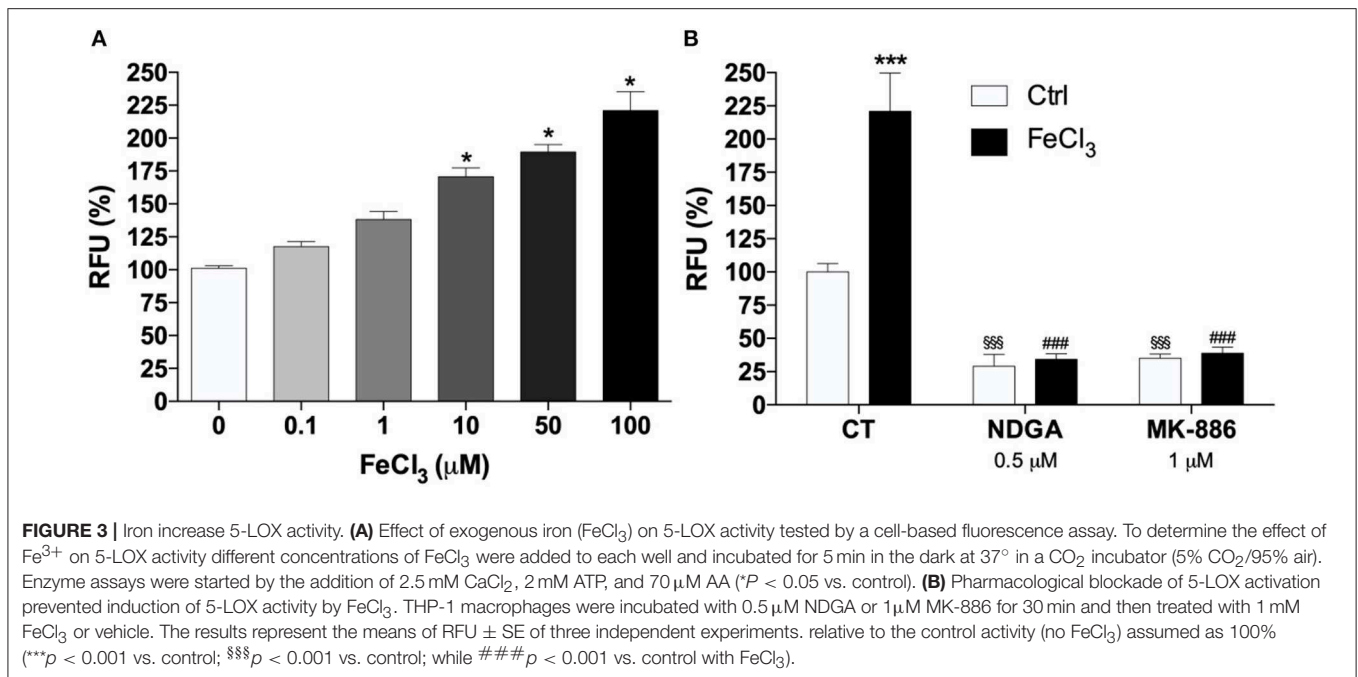 A
250
225
200
175
150
125
100
75
50
25
0
RFU (%)
*
*
*
0 0.1 1 10 50 100
FeCl₃ (μM)
B
250
225
200
175
150
125
100
75
50
25
0
RFU (%)
***
§§§ ### §§§ ###
Ctrl
FeCl₃
CT NDGA MK-886
0.5 μM 1 μM
FIGURE 3 | Iron increase 5-LOX activity. (A) Effect of exogenous iron (FeCl₃) on 5-LOX activity tested by a cell-based fluorescence assay. To determine the effect of
Fe³⁺ on 5-LOX activity different concentrations of FeCl₃ were added to each well and incubated for 5 min in the dark at 37° in a CO₂ incubator (5% CO₂/95% air).
Enzyme assays were started by the addition of 2.5 mM CaCl₂, 2 mM ATP, and 70 μM AA (*P < 0.05 vs. control). (B) Pharmacological blockade of 5-LOX activation
prevented induction of 5-LOX activity by FeCl₃. THP-1 macrophages were incubated with 0.5 μM NDGA or 1μM MK-886 for 30 min and then treated with 1 mM
FeCl₃ or vehicle. The results represent the means of RFU ± SE of three independent experiments. relative to the control activity (no FeCl₃) assumed as 100%
(***p < 0.001 vs. control; §§§p < 0.001 vs. control; while ###p < 0.001 vs. control with FeCl₃).